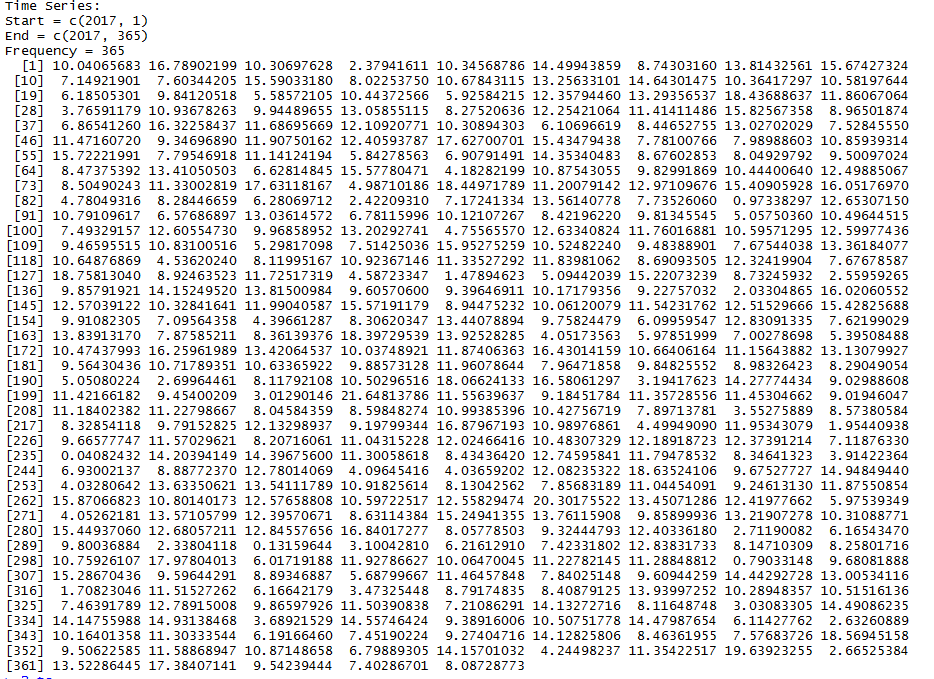 Time Series:
Start = c(2017, 1)
End = c(2017, 365)
Frequency = 365
[1] 10.04065683 16.78902199 10.30697628 2.37941611 10.34568786 14.49943859 8.74303160 13.81432561 15.67427324
[10] 7.14921901 7.60344205 15.59033180 8.02253750 10.67843115 13.25633101 14.64301475 10.36417297 10.58197644
[19] 6.18505301 9.84120518 5.58572105 10.44372566 5.92584215 12.35794460 13.29356537 18.43688637 11.86067064
[28] 3.76591179 10.93678263 9.94489655 13.05855115 8.27520636 12.25421064 11.41411486 15.82567358 8.96501874
[37] 6.86541260 16.32258437 11.68695669 12.10920771 10.30894303 6.10696619 8.44652755 13.02702029 7.52845550
[46] 11.47160720 9.34696890 11.90750162 12.40593787 17.62700701 15.43479438 7.78100766 7.98988603 10.85939314
[55] 15.72221991 7.79546918 11.14124194 5.84278563 6.90791491 14.35340483 8.67602853 8.04929792 9.50097024
[64] 8.47375392 13.41050503 6.62814845 15.57780471 4.18282199 10.87543055 9.82991869 10.44400640 12.49885067
[73] 8.50490243 11.33002819 17.63118167 4.98710186 18.44971789 11.20079142 12.97109676 15.40905928 16.05176970
[82] 4.78049316 8.28446659 6.28069712 2.42209310 7.17241334 13.56140778 7.73526060 0.97338297 12.65307150
[91] 10.79109617 6.57686897 13.03614572 6.78115996 10.12107267 8.42196220 9.81345545 5.05750360 10.49644515
[100] 7.49329157 12.60554730 9.96858952 13.20292741 4.75565570 12.63340824 11.76016881 10.59571295 12.59977436
[109] 9.46595515 10.83100516 5.29817098 7.51425036 15.95275259 10.52482240 9.48388901 7.67544038 13.36184077
[118] 10.64876869 4.53620240 8.11995167 10.92367146 11.33527292 11.83981062 8.69093505 12.32419904 7.67678587
[127] 18.75813040 8.92463523 11.72517319 4.58723347 1.47894623 5.09442039 15.22073239 8.73245932 2.55965265
[136] 9.85791921 14.15249520 13.81500984 9.60570600 9.39646911 10.17179356 9.22757032 2.03304865 16.02060552
[145] 12.57039122 10.32841641 11.99040587 15.57191179 8.94475232 10.06120079 11.54231762 12.51529666 15.42825688
[154] 9.91082305 7.09564358 4.39661287 8.30620347 13.44078894 9.75824479 6.09959547 12.83091335 7.62199029
[163] 13.83913170 7.87585211 8.36139376 18.39729539 13.92528285 4.05173563 5.97851999 7.00278698 5.39508488
[172] 10.47437993 16.25961989 13.42064537 10.03748921 11.87406363 16.43014159 10.66406164 11.15643882 13.13079927
[181] 9.56430436 10.71789351 10.63365922 9.88573128 11.96078644 7.96471858 9.84825552 8.98326423 8.29049054
[190] 5.05080224 2.69964461 8.11792108 10.50296516 18.06624133 16.58061297 3.19417623 14.27774434 9.02988608
[199] 11.42166182 9.45400209 3.01290146 21.64813786 11.55639637 9.18451784 11.35728556 11.45304662 9.01946047
[208] 11.18402382 11.22798667 8.04584359 8.59848274 10.99385396 10.42756719 7.89713781 3.55275889 8.57380584
[217] 8.32854118 9.79152825 12.13298937 9.19799344 16.87967193 10.98976861 4.49949090 11.95343079 1.95440938
[226] 9.66577747 11.57029621 8.20716061 11.04315228 12.02466416 10.48307329 12.18918723 12.37391214 7.11876330
[235] 0.04082432 14.20394149 14.39675600 11.30058618 8.43436420 12.74595841 11.79478532 8.34641323 3.91422364
[244] 6.93002137 8.88772370 12.78014069 4.09654416 4.03659202 12.08235322 18.63524106 9.67527727 14.94849440
[253] 4.03280642 13.63350621 13.54111789 10.91825614 8.13042562 7.85683189 11.04454091 9.24613130 11.87550854
[262] 15.87066823 10.80140173 12.57658808 10.59722517 12.55829474 20.30175522 13.45071286 12.41977662 5.97539349
[271] 4.05262181 13.57105799 12.39570671 8.63114384 15.24941355 13.76115908 9.85899936 13.21907278 10.31088771
[280] 15.44937060 12.68057211 12.84557656 16.84017277 8.05778503 9.32444793 12.40336180 2.71190082 6.16543470
[289] 9.80036884 2.33804118 0.13159644 3.10042810 6.21612910 7.42331802 12.83831733 8.14710309 8.25801716
[298] 10.75926107 17.97804013 6.01719188 11.92786627 10.06470045 11.22782145 11.28848812 0.79033148 9.68081888
[307] 15.28670436 9.59644291 8.89346887 5.68799667 11.46457848 7.84025148 9.60944259 14.44292728 13.00534116
[316] 1.70823046 11.51527262 6.16642179 3.47325448 8.79174835 8.40879125 13.93997252 10.28948357 10.51516136
[325] 7.46391789 12.78915008 9.86597926 11.50390838 7.21086291 14.13272716 8.11648748 3.03083305 14.49086235
[334] 14.14755988 14.93138468 3.68921529 14.55746424 9.38916006 10.50751778 14.47987654 6.11427762 2.63260889
[343] 10.16401358 11.30333544 6.19166460 7.45190224 9.27404716 14.12825806 8.46361955 7.57683726 18.56945158
[352] 9.50622585 11.58868947 10.87148658 6.79889305 14.15701032 4.24498237 11.35422517 19.63923255 2.66525384
[361] 13.52286445 17.38407141 9.54239444 7.40286701 8.08728773